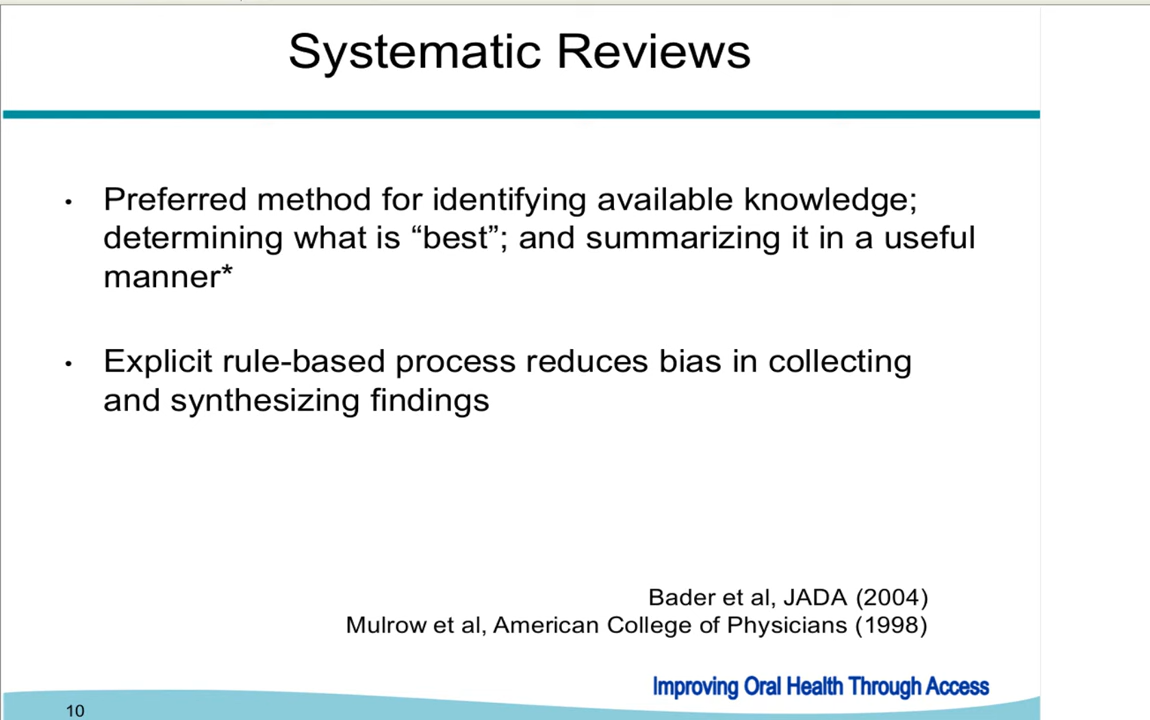 Systematic Reviews
• Preferred method for identifying available knowledge;
determining what is “best”; and summarizing it in a useful
manner*
• Explicit rule-based process reduces bias in collecting
and synthesizing findings
Bader et al, JADA (2004)
Mulrow et al, American College of Physicians (1998)
Improving Oral Health Through Access
10